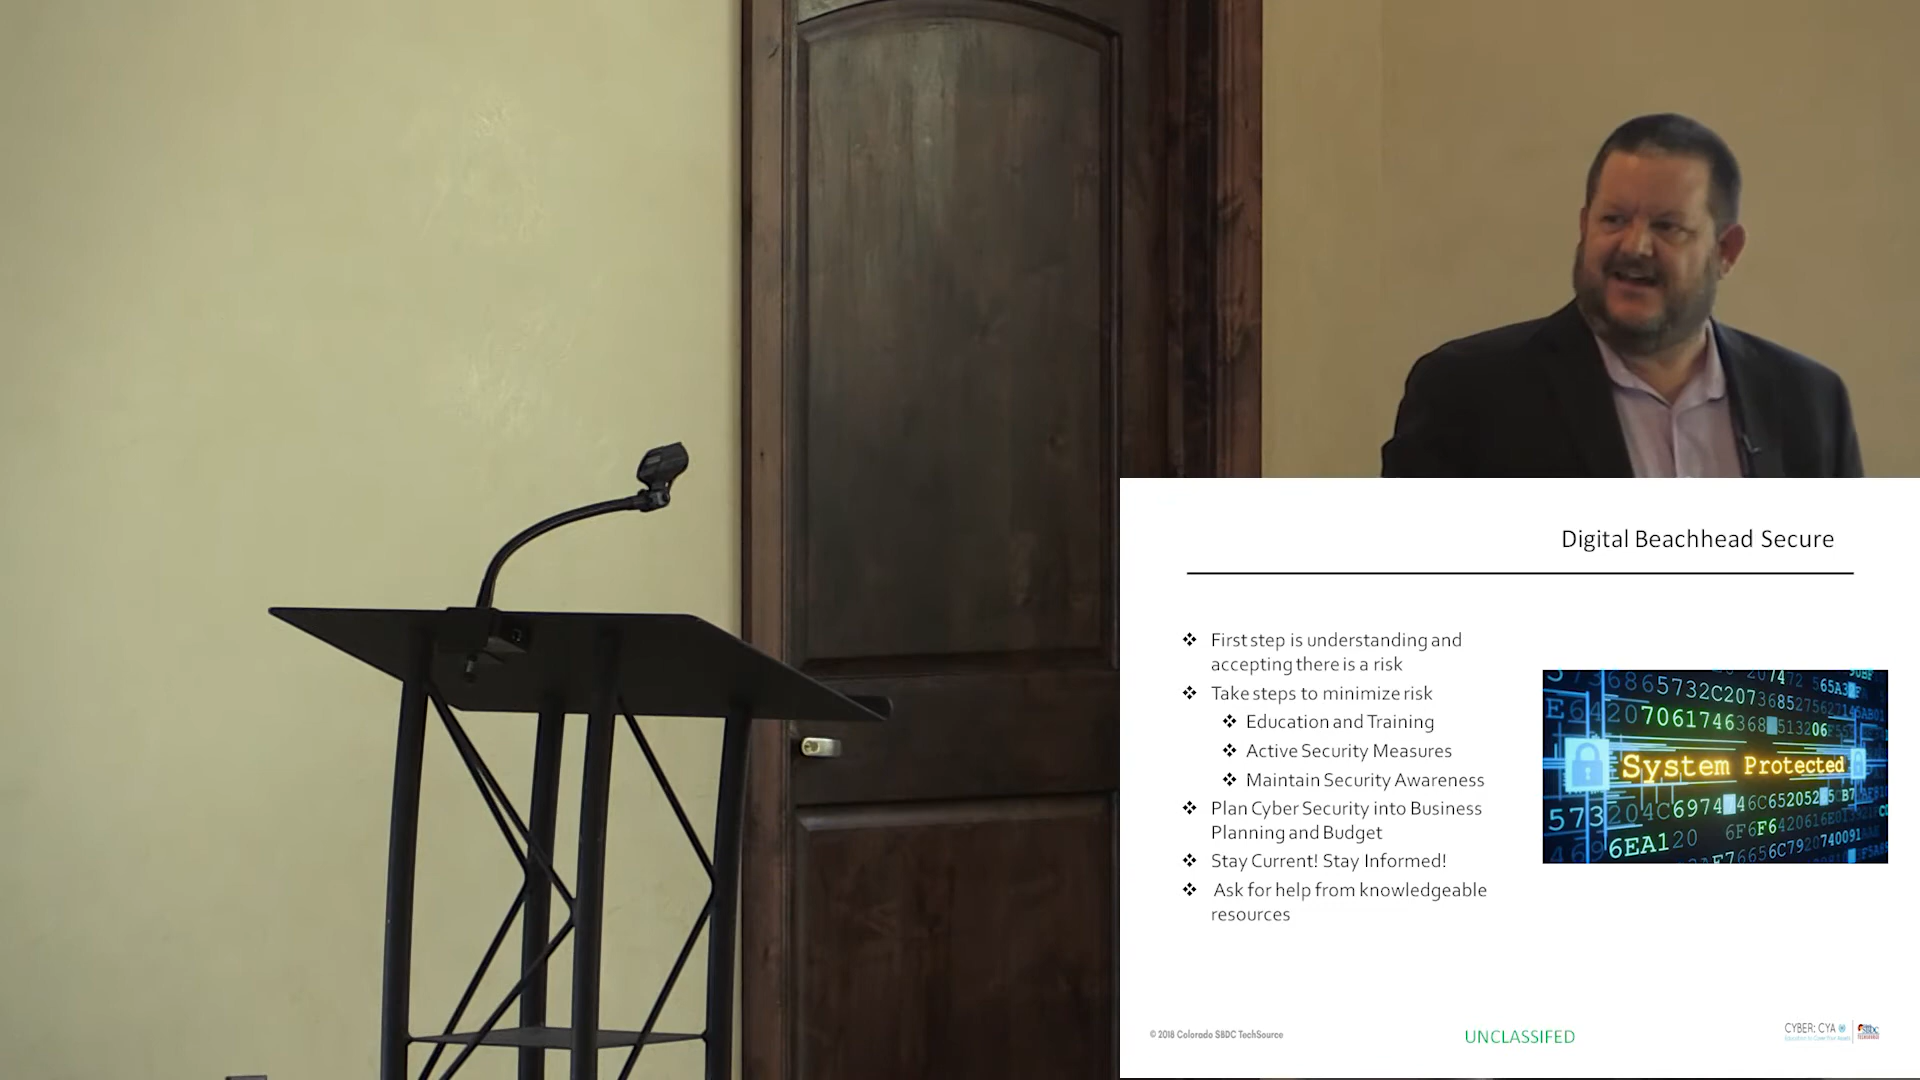 Digital Beachhead Secure
❖ First step is understanding and
accepting there is a risk
❖ Take steps to minimize risk
❖ Education and Training
❖ Active Security Measures
❖ Maintain Security Awareness
❖ Plan Cyber Security into Business
Planning and Budget
❖ Stay Current! Stay Informed!
❖ Ask for help from knowledgeable
resources
System Protected
© 2018 Colorado SBDC TechSource
UNCLASSIFED
CYBER: CYA
SBDC
TECHSOURCE